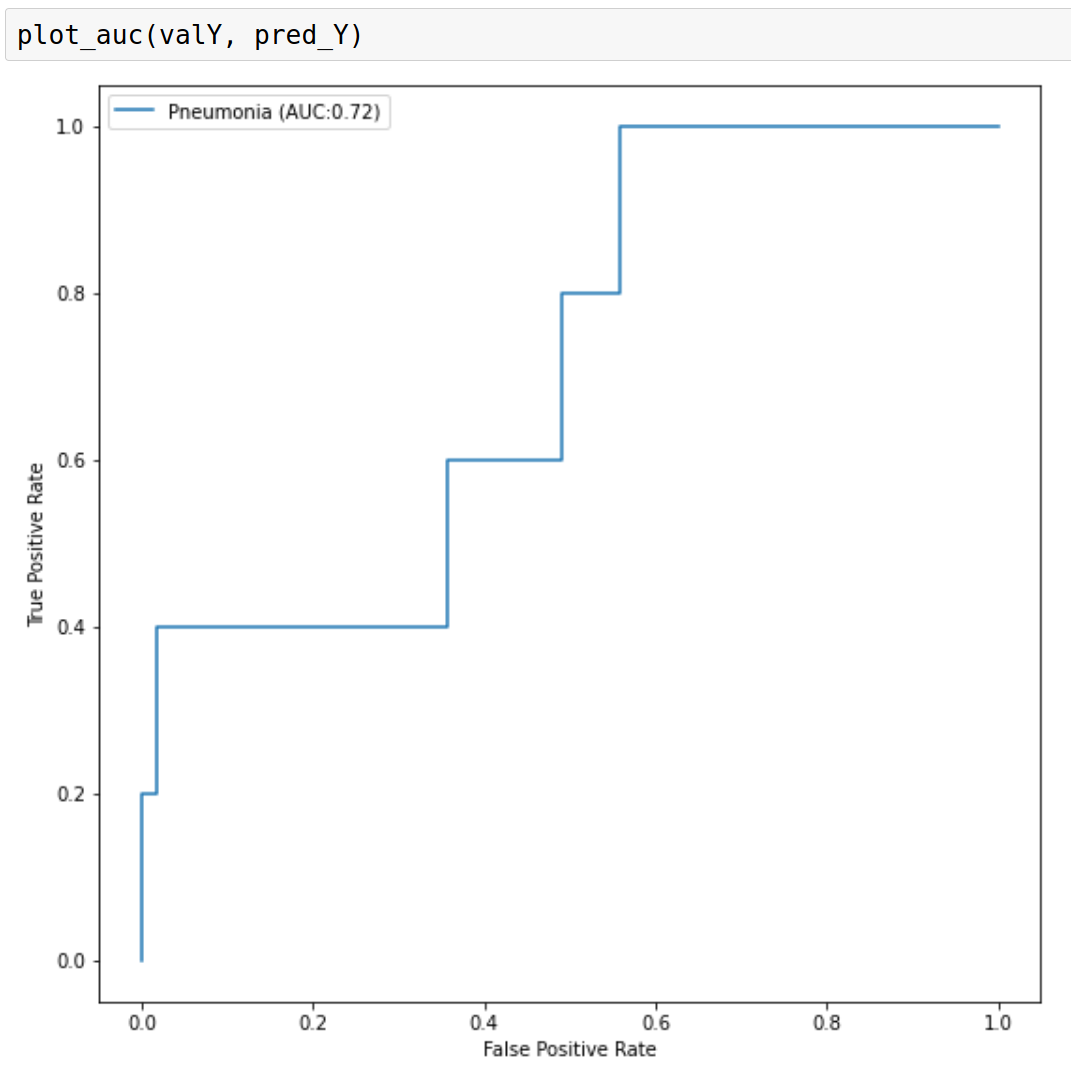 plot_auc(valY, pred_Y)
Pneumonia (AUC:0.72)
1.0
0.8
0.6
0.4
0.2
0.0
True Positive Rate
0.0 0.2 0.4 0.6 0.8 1.0
False Positive Rate